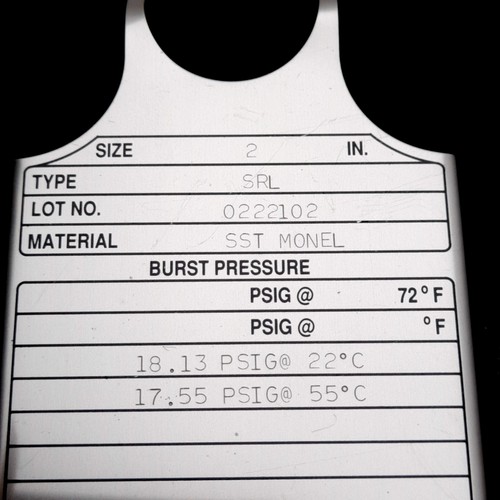 SIZE 2 IN.
TYPE SRL
LOT NO. 0222102
MATERIAL SST MONEL
BURST PRESSURE
PSIG @ 72°F
PSIG @ °F
18.13 PSIG@ 22°C
17.55 PSIG@ 55°C